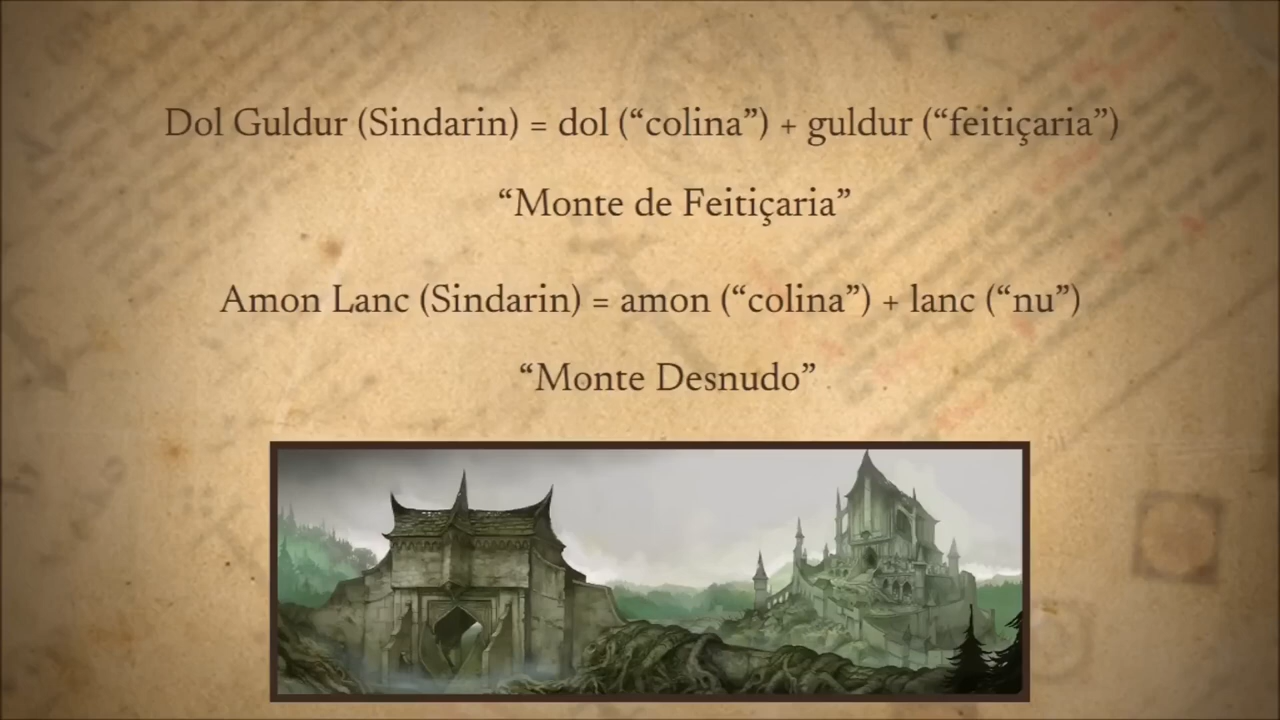 Dol Guldur (Sindarin) = dol (“colina”) + guldur (“feitiçaria”)
“Monte de Feitiçaria”
Amon Lanc (Sindarin) = amon (“colina”) + lanc (“nu”)
“Monte Desnudo”